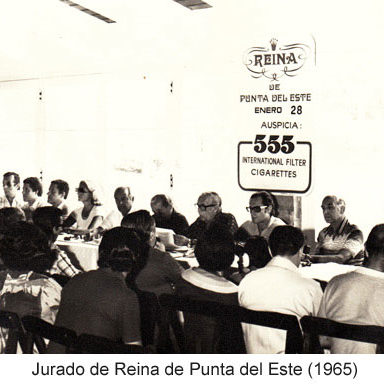 REINA
DE
PUNTA DEL ESTE
ENERO 28
AUSPICIA:
555
INTERNATIONAL FILTER
CIGARETTES
Jurado de Reina de Punta del Este (1965)